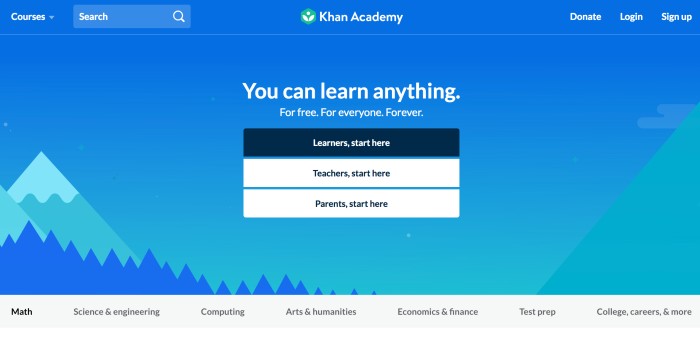 Courses
Search
Khan Academy
Donate
Login
Sign up
You can learn anything.
For free. For everyone. Forever.
Learners, start here
Teachers, start here
Parents, start here
Math
Science & engineering
Computing
Arts & humanities
Economics & finance
Test prep
College, careers, & more